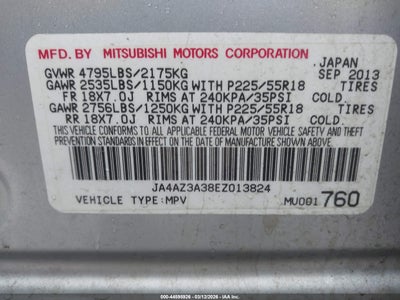 MFD. BY MITSUBISHI MOTORS CORPORATION
JAPAN
GVWR 4795LBS/2175KG SEP 2013
GAWR 2535LBS/1150KG WITH P225/55R18 TIRES
FR 18X7.0J RIMS AT 240KPA/35PSI COLD.
GAWR 2756LBS/1250KG WITH P225/55R18 TIRES
RR 18X7.0J RIMS AT 240KPA/35PSI COLD.
THIS VEHICLE CONFORMS TO ALL APPLICABLE
FEDERAL MOTOR VEHICLE SAFETY AND THEFT
PREVENTION STANDARDS IN EFFECT ON THE DATE
OF MANUFACTURE SHOWN ABOVE.
JA4AZ3A38EZ013824
VEHICLE TYPE:MPV MU001760